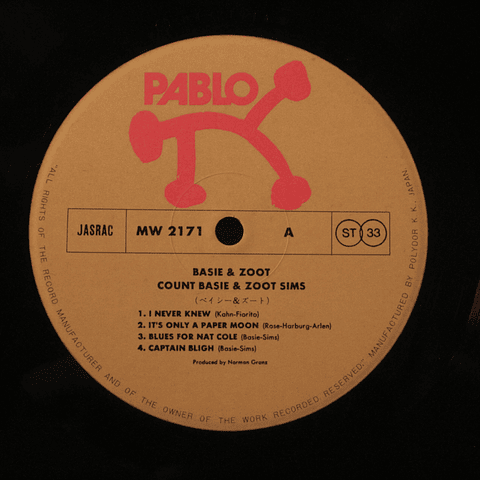 PABLO
JASRAC
MW 2171
A
ST 33
BASIE & ZOOT
COUNT BASIE & ZOOT SIMS
(ベイシー&ズート)
1. I NEVER KNEW (Kahn-Fiorito)
2. IT'S ONLY A PAPER MOON (Rose-Harburg-Arlen)
3. BLUES FOR NAT COLE (Basie-Sims)
4. CAPTAIN BLIGH (Basie-Sims)
Produced by Norman Granz
"ALL RIGHTS OF THE RECORD MANUFACTURER AND OF THE OWNER OF THE WORK RECORDED RESERVED." MANUFACTURED BY POLYDOR K.K., JAPAN